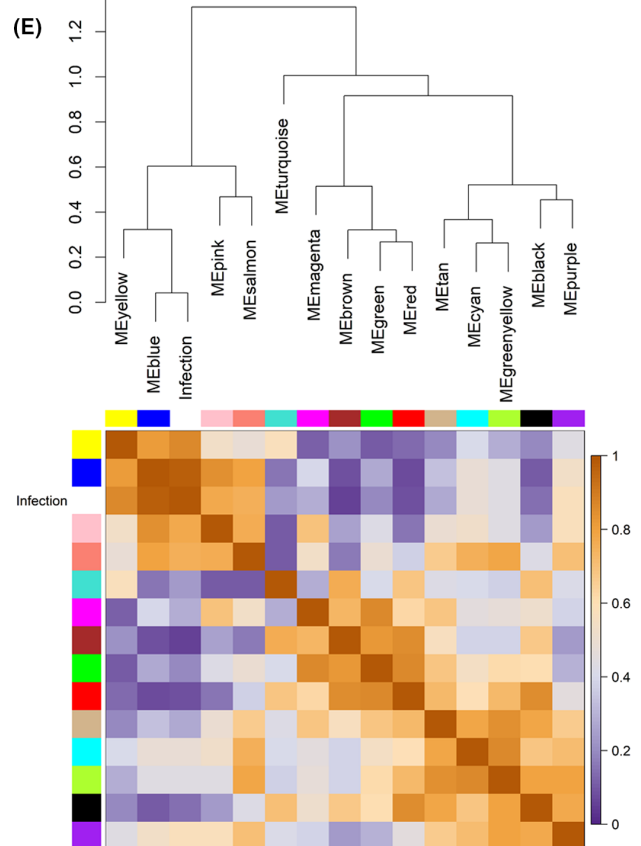 (E)
1.2
1.0
0.8
0.6
0.4
0.2
0.0
MEyellow
MEblue
Infection
MEpink
MEsalmon
MEturquoise
MEmagenta
MEbrown
MEgreen
MEred
MEtan
MEcyan
MEgreenyellow
MEblack
MEpurple
Infection
1
0.8
0.6
0.4
0.2
0